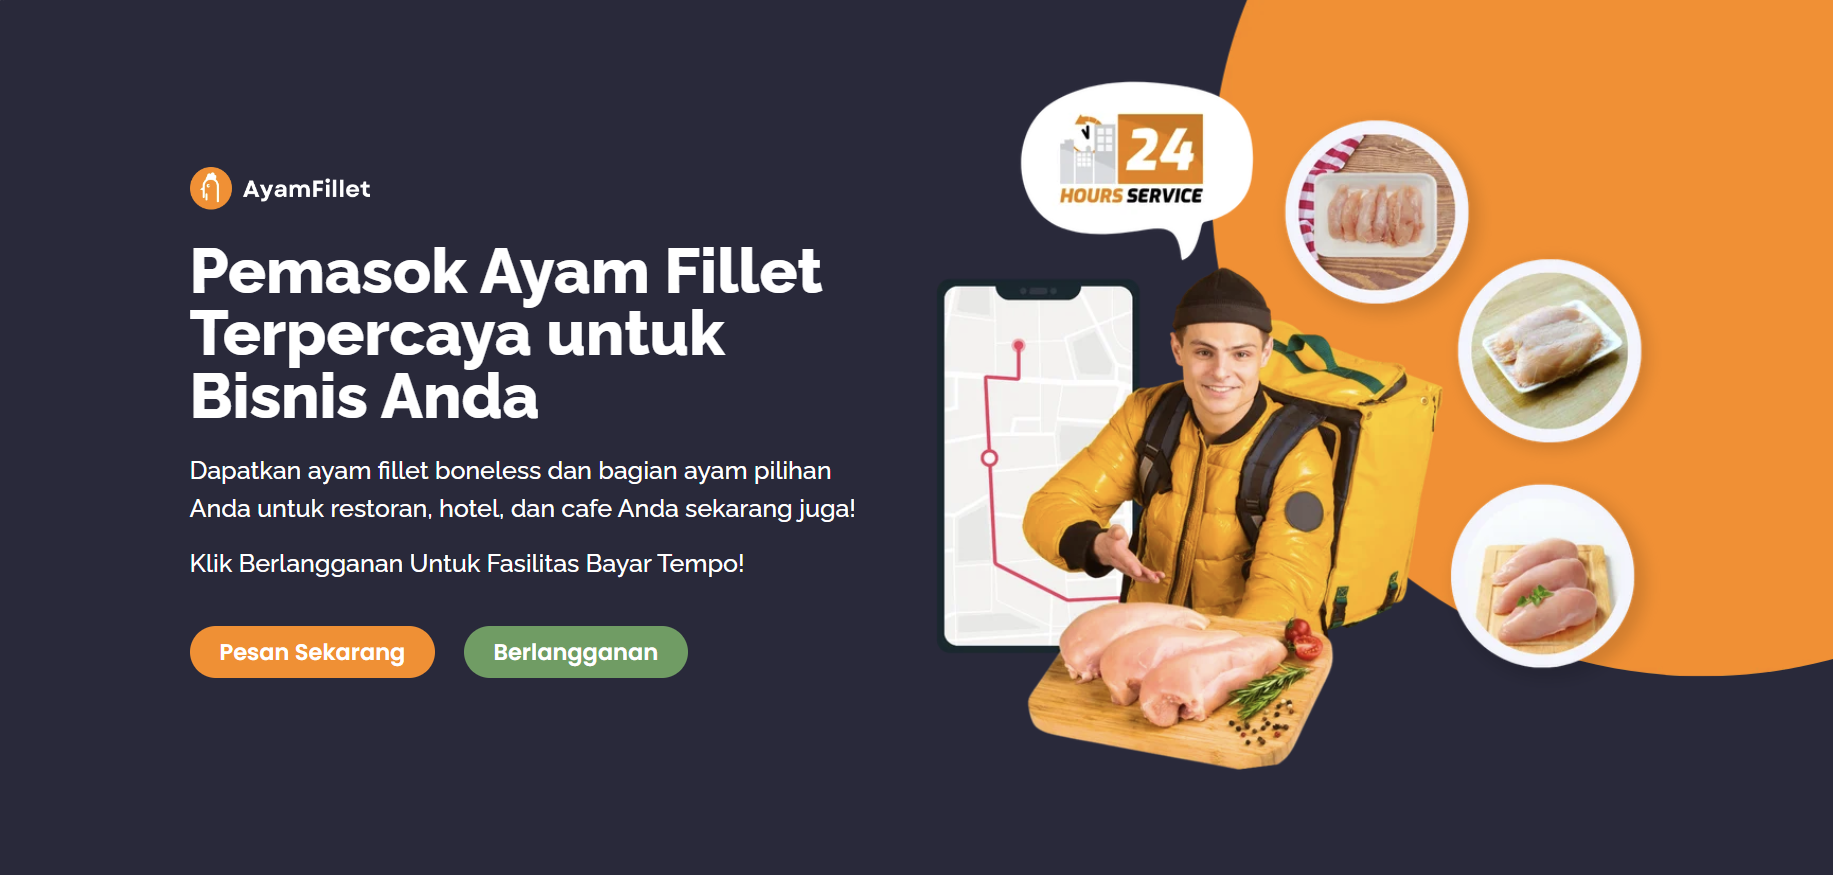 AyamFillet
Pemasok Ayam Fillet
Terpercaya untuk
Bisnis Anda
Dapatkan ayam fillet boneless dan bagian ayam pilihan
Anda untuk restoran, hotel, dan cafe Anda sekarang juga!
Klik Berlangganan Untuk Fasilitas Bayar Tempo!
Pesan Sekarang
Berlangganan
24
HOURS SERVICE